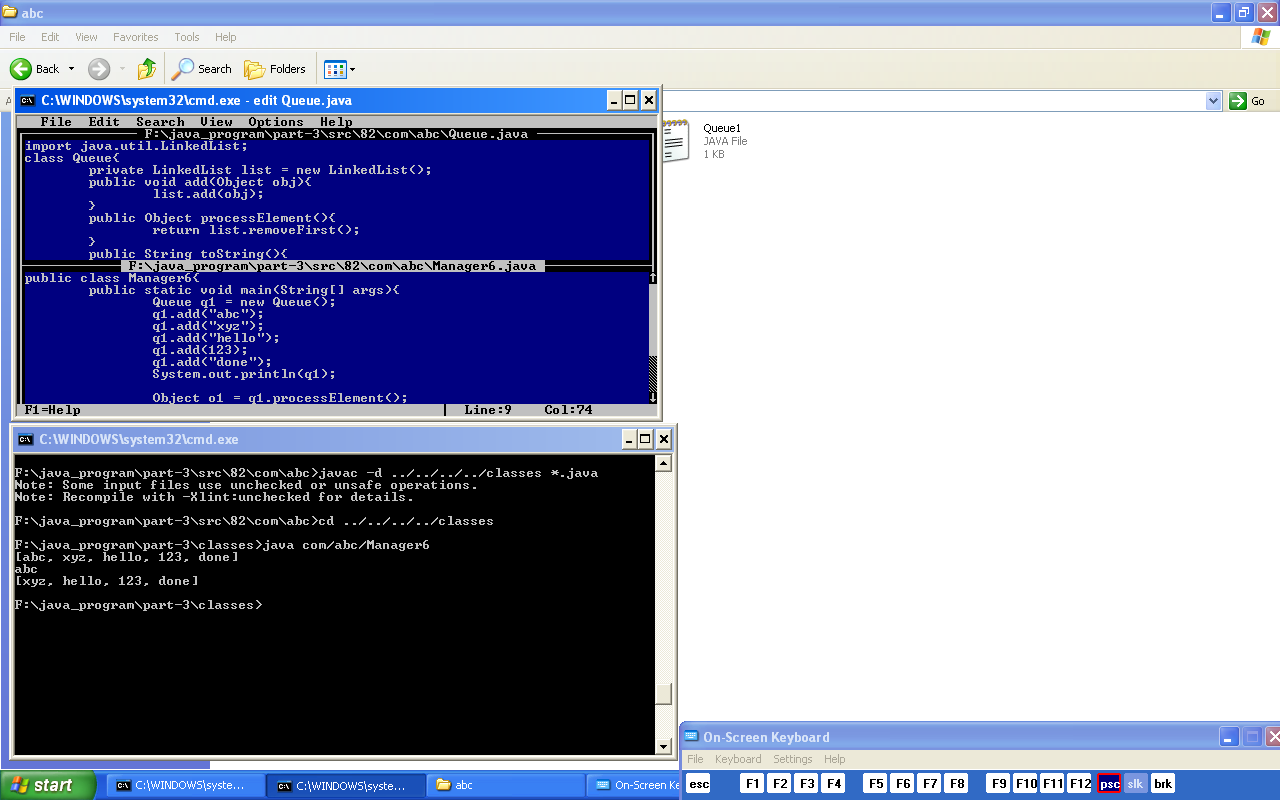 abc
File Edit View Favorites Tools Help
Back Search Folders
Go
C:\WINDOWS\system32\cmd.exe - edit Queue.java
File Edit Search View Options Help
F:\java_program\part-3\src\82\com\abc\Queue.java
import java.util.LinkedList;
class Queue{
private LinkedList list = new LinkedList();
public void add(Object obj){
list.add(obj);
}
public Object processElement(){
return list.removeFirst();
}
public String toString(){
F:\java_program\part-3\src\82\com\abc\Manager6.java
public class Manager6{
public static void main(String[] args){
Queue q1 = new Queue();
q1.add("abc");
q1.add("xyz");
q1.add("hello");
q1.add(123);
q1.add("done");
System.out.println(q1);
Object o1 = q1.processElement();
F1=Help Line:9 Col:74
Queue1
JAVA File
1 KB
C:\WINDOWS\system32\cmd.exe
F:\java_program\part-3\src\82\com\abc>javac -d ../../../../classes *.java
Note: Some input files use unchecked or unsafe operations.
Note: Recompile with -Xlint:unchecked for details.
F:\java_program\part-3\src\82\com\abc>cd ../../../../classes
F:\java_program\part-3\classes>java com/abc/Manager6
[abc, xyz, hello, 123, done]
abc
[xyz, hello, 123, done]
F:\java_program\part-3\classes>
On-Screen Keyboard
File Keyboard Settings Help
esc F1 F2 F3 F4 F5 F6 F7 F8 F9 F10 F11 F12 psc slk brk
start C:\WINDOWS\syste... C:\WINDOWS\syste... abc On-Screen Ke